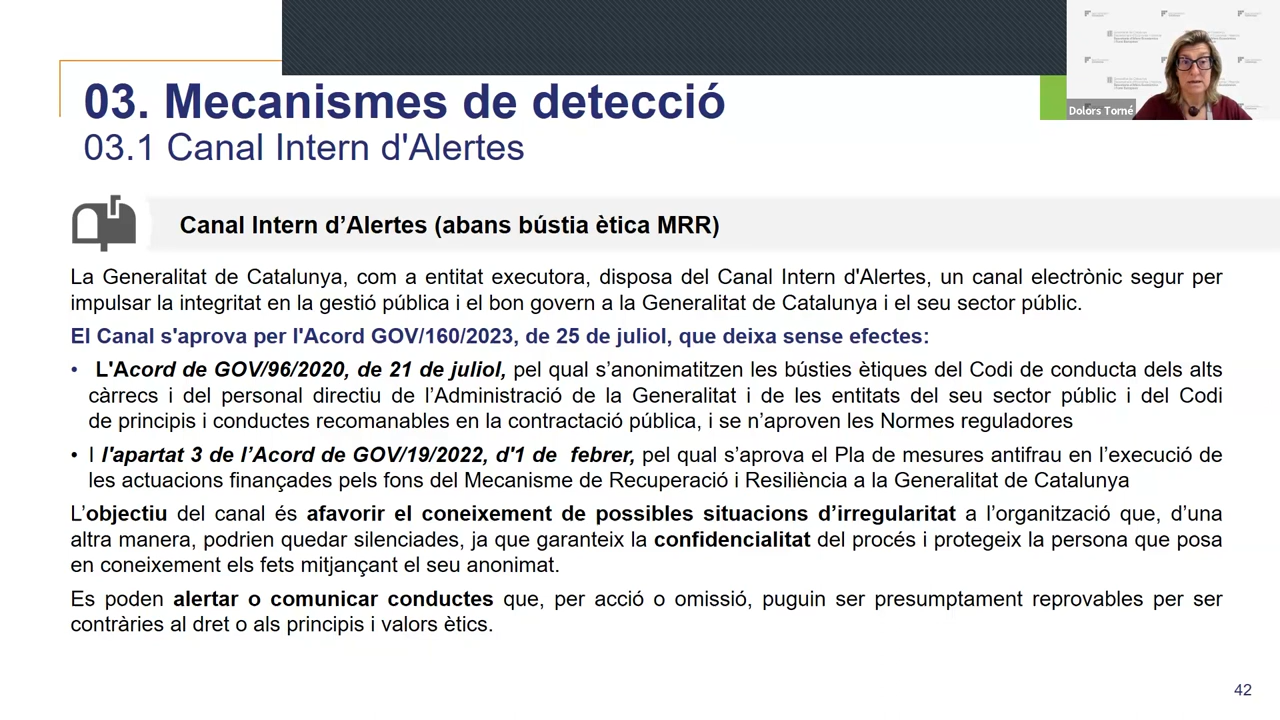 03. Mecanismes de detecció
03.1 Canal Intern d'Alertes
Dolors Tomé
Canal Intern d’Alertes (abans bústia ètica MRR)
La Generalitat de Catalunya, com a entitat executora, disposa del Canal Intern d'Alertes, un canal electrònic segur per
impulsar la integritat en la gestió pública i el bon govern a la Generalitat de Catalunya i el seu sector públic.
El Canal s'aprova per l'Acord GOV/160/2023, de 25 de juliol, que deixa sense efectes:
• L'Acord de GOV/96/2020, de 21 de juliol, pel qual s’anonimatitzen les bústies ètiques del Codi de conducta dels alts
càrrecs i del personal directiu de l’Administració de la Generalitat i de les entitats del seu sector públic i del Codi
de principis i conductes recomanables en la contractació pública, i se n’aproven les Normes reguladores
• I l'apartat 3 de l’Acord de GOV/19/2022, d'1 de febrer, pel qual s’aprova el Pla de mesures antifrau en l’execució de
les actuacions finançades pels fons del Mecanisme de Recuperació i Resiliència a la Generalitat de Catalunya
L’objectiu del canal és afavorir el coneixement de possibles situacions d’irregularitat a l’organització que, d’una
altra manera, podrien quedar silenciades, ja que garanteix la confidencialitat del procés i protegeix la persona que posa
en coneixement els fets mitjançant el seu anonimat.
Es poden alertar o comunicar conductes que, per acció o omissió, puguin ser presumptament reprovables per ser
contràries al dret o als principis i valors ètics.
42